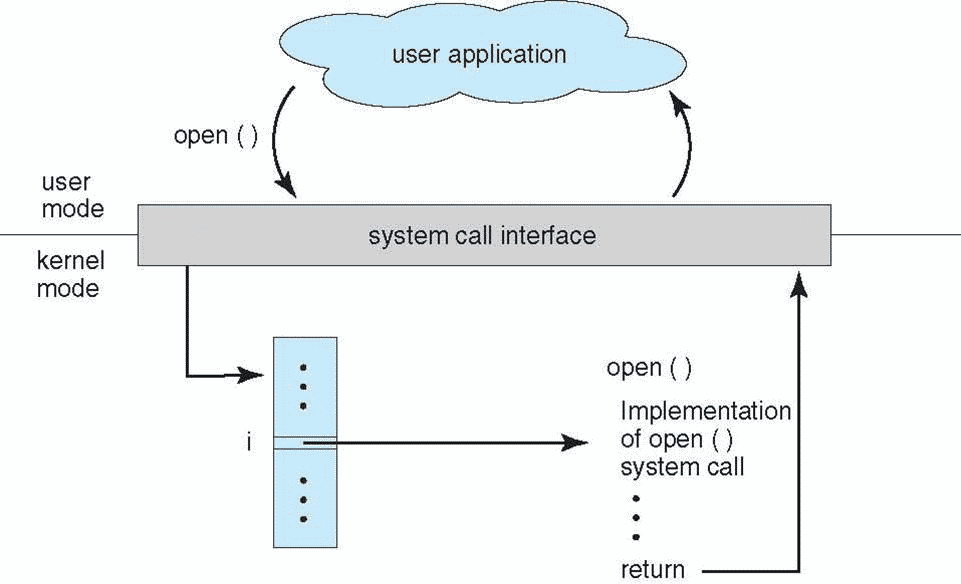 user application
open ( )
user
mode
system call interface
kernel
mode
open ( )
Implementation
i
of open ( )
system call
return